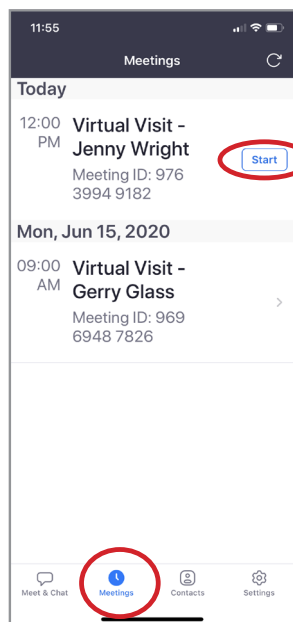 11:55
Meetings
Today
12:00 PM
Virtual Visit -
Jenny Wright
Meeting ID: 976
3994 9182
Start
Mon, Jun 15, 2020
09:00 AM
Virtual Visit -
Gerry Glass
Meeting ID: 969
6948 7826
Meet & Chat
Meetings
Contacts
Settings